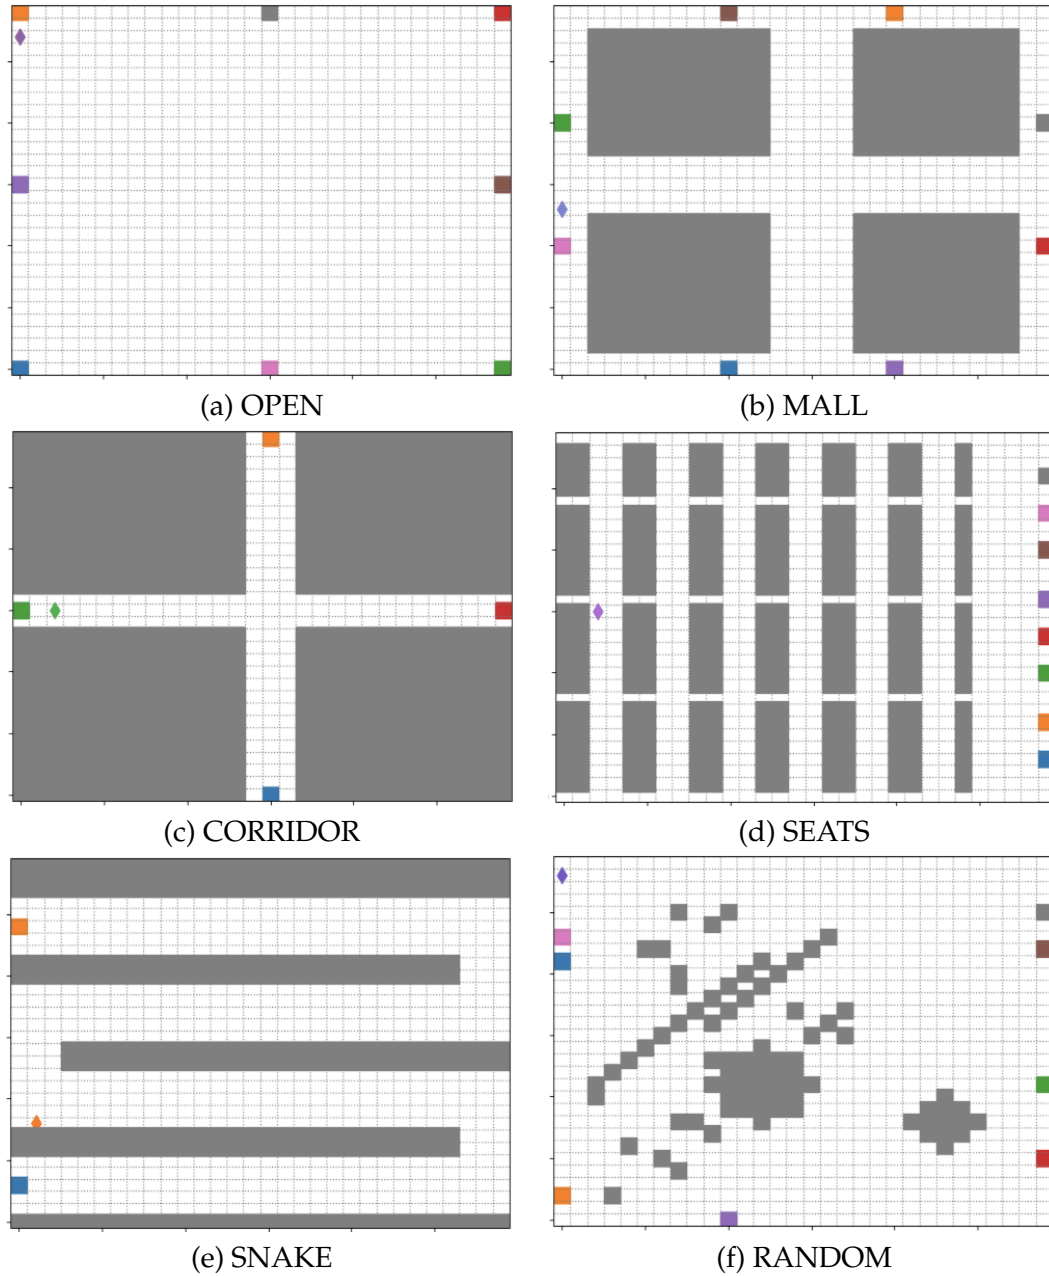 (a) OPEN
(b) MALL
(c) CORRIDOR
(d) SEATS
(e) SNAKE
(f) RANDOM